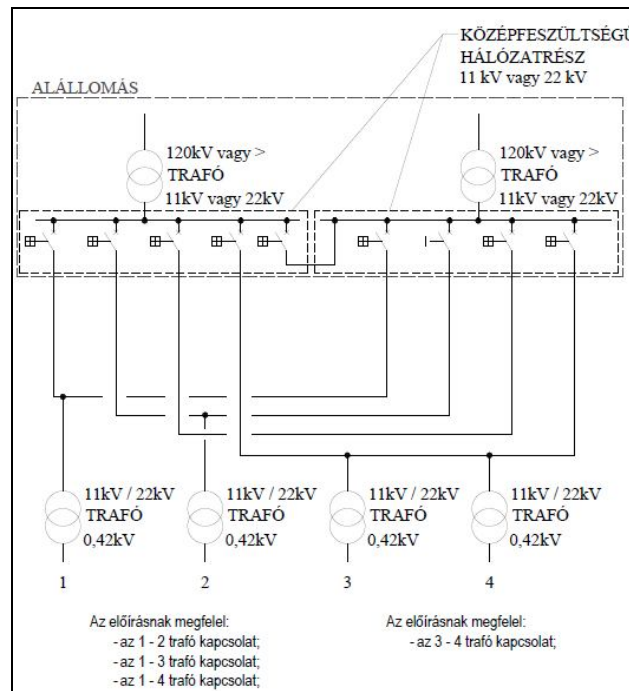 KÖZÉPFESZÜLTSÉGŰ
HÁLÓZATRÉSZ
11 kV vagy 22 kV
ALÁLLOMÁS
120kV vagy >
TRAFÓ
11kV vagy 22kV
120kV vagy >
TRAFÓ
11kV vagy 22kV
11kV / 22kV
TRAFÓ
0,42kV
11kV / 22kV
TRAFÓ
0,42kV
11kV / 22kV
TRAFÓ
0,42kV
11kV / 22kV
TRAFÓ
0,42kV
1
2
3
4
Az előírásnak megfelel:
- az 1 - 2 trafó kapcsolat;
- az 1 - 3 trafó kapcsolat;
- az 1 - 4 trafó kapcsolat;
Az előírásnak megfelel:
- az 3 - 4 trafó kapcsolat;